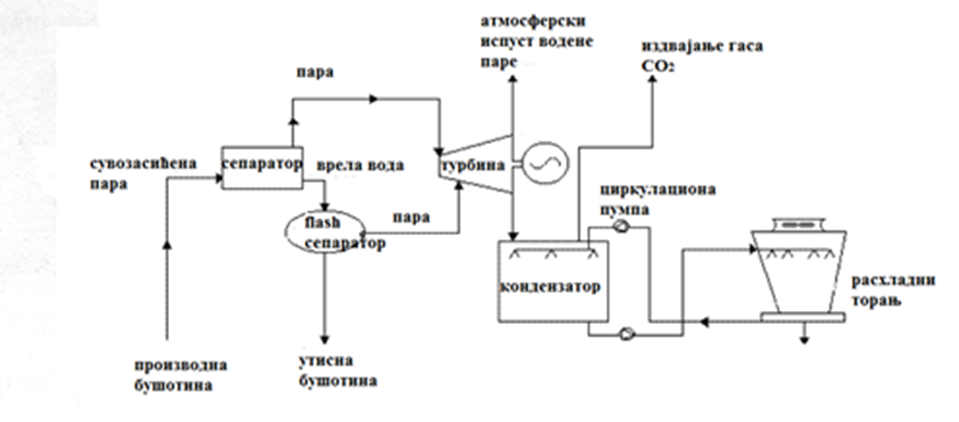 атмосферски
испуст водене
паре
издвајање гаса
CO₂
пара
сувозасићена
пара
сепаратор
врела вода
турбина
циркулациона
пумпа
flash
сепаратор
пара
кондензатор
расхладни
торањ
производна
бушотина
утисна
бушотина